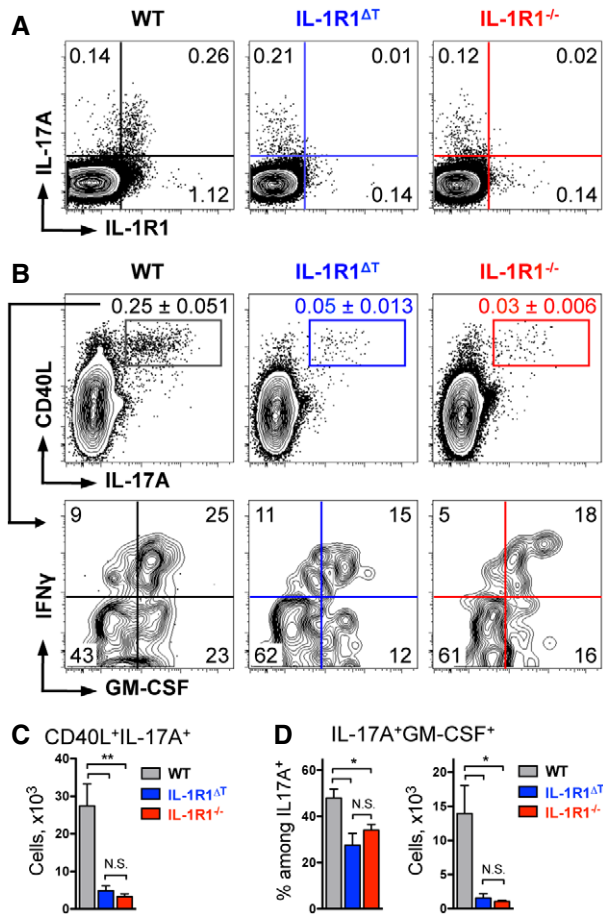 A
WT IL-1R1ΔT IL-1R1-/-
0.14 0.26 0.21 0.01 0.12 0.02
IL-17A
1.12 0.14 0.14
IL-1R1
B
WT IL-1R1ΔT IL-1R1-/-
0.25 ± 0.051 0.05 ± 0.013 0.03 ± 0.006
CD40L
IL-17A
9 25 11 15 5 18
IFNγ
43 23 62 12 61 16
GM-CSF
C CD40L+IL-17A+
Cells, x10³
40
30
20
10
0
**
N.S.
WT
IL-1R1ΔT
IL-1R1-/-
D IL-17A+GM-CSF+
% among IL17A+
60
40
20
0
*
N.S.
Cells, x10³
20
15
10
5
0
*
N.S.
WT
IL-1R1ΔT
IL-1R1-/-